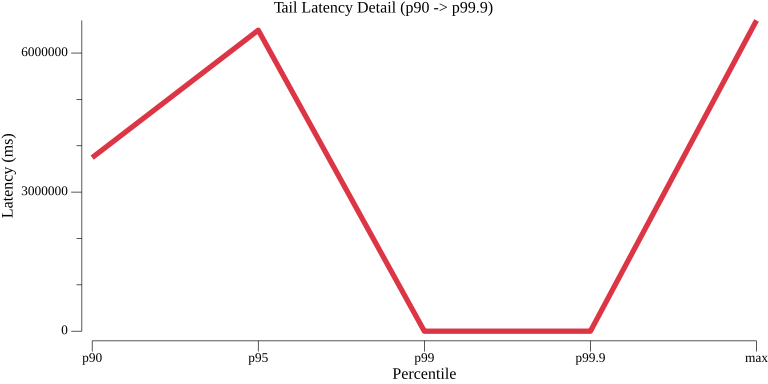 Tail Latency Detail (p90 -> p99.9)
6000000
3000000
0
Latency (ms)
p90 p95 p99 p99.9 max
Percentile